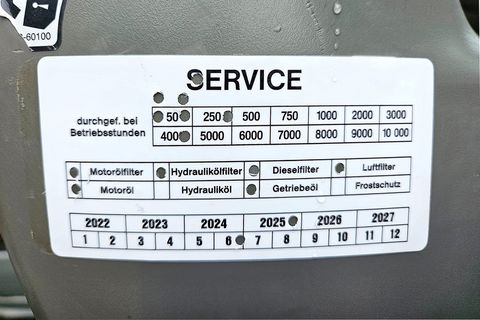 -60100
SERVICE
durchgef. bei
Betriebsstunden
50 250 500 750 1000 2000 3000
400 5000 6000 7000 8000 9000 10 000
Motorölfilter Hydraulikölfilter Dieselfilter Luftfilter
Motoröl Hydrauliköl Getriebeöl Frostschutz
2022 2023 2024 2025 2026 2027
1 2 3 4 5 6 7 8 9 10 11 12